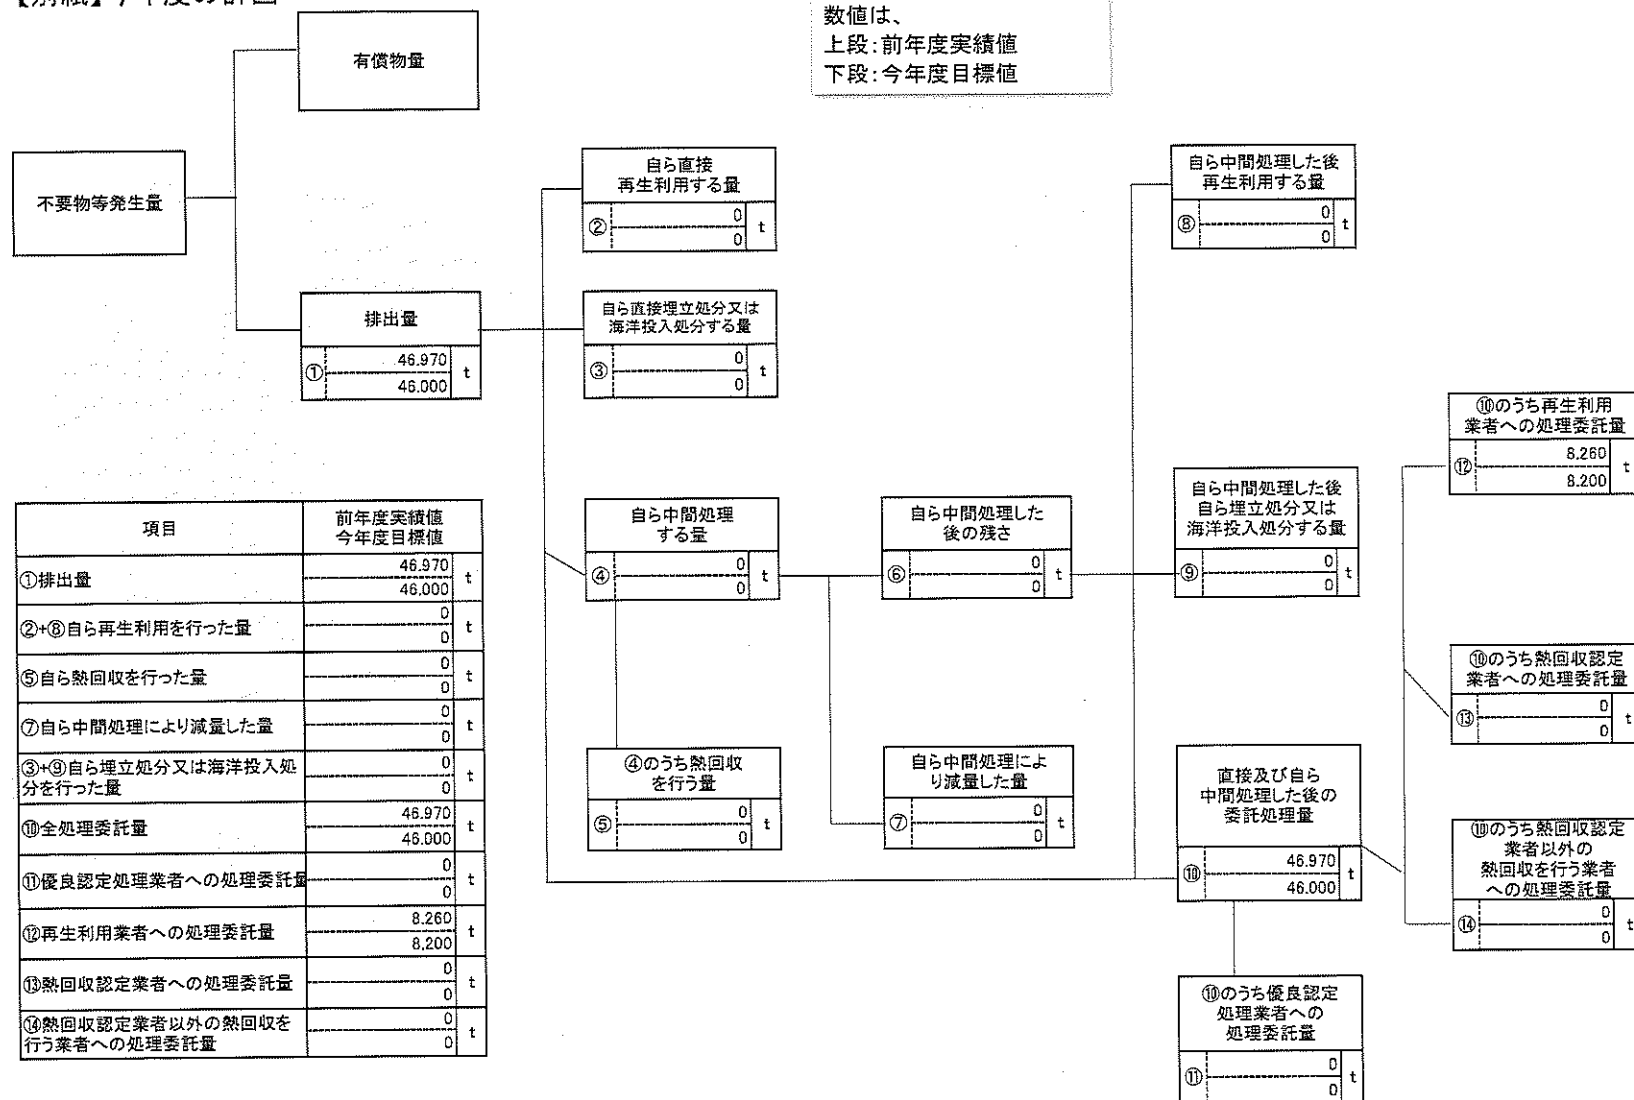 数値は、
上段:前年度実績値
下段:今年度目標値
有償物量
不要物等発生量
排出量
① 46.970 t
46.000
自ら直接
再生利用する量
② 0 t
0
自ら直接埋立処分又は
海洋投入処分する量
③ 0 t
0
自ら中間処理
する量
④ 0 t
0
④のうち熱回収
を行う量
⑤ 0 t
0
自ら中間処理した
後の残さ
⑥ 0 t
0
自ら中間処理によ
り減量した量
⑦ 0 t
0
自ら中間処理した後
再生利用する量
⑧ 0 t
0
自ら中間処理した後
自ら埋立処分又は
海洋投入処分する量
⑨ 0 t
0
直接及び自ら
中間処理した後の
委託処理量
⑩ 46.970 t
46.000
⑩のうち優良認定
処理業者への
処理委託量
⑪ 0 t
0
⑩のうち再生利用
業者への処理委託量
⑫ 8.260 t
8.200
⑩のうち熱回収認定
業者への処理委託量
⑬ 0 t
0
⑩のうち熱回収認定
業者以外の
熱回収を行う業者
への処理委託量
⑭ 0 t
0
項目 前年度実績値
今年度目標値
①排出量 46.970 t
46.000
②+⑧自ら再生利用を行った量 0 t
0
⑤自ら熱回収を行った量 0 t
0
⑦自ら中間処理により減量した量 0 t
0
③+⑨自ら埋立処分又は海洋投入処
分を行った量 0 t
0
⑩全処理委託量 46.970 t
46.000
⑪優良認定処理業者への処理委託量 0 t
0
⑫再生利用業者への処理委託量 8.260 t
8.200
⑬熱回収認定業者への処理委託量 0 t
0
⑭熱回収認定業者以外の熱回収を
行う業者への処理委託量 0 t
0